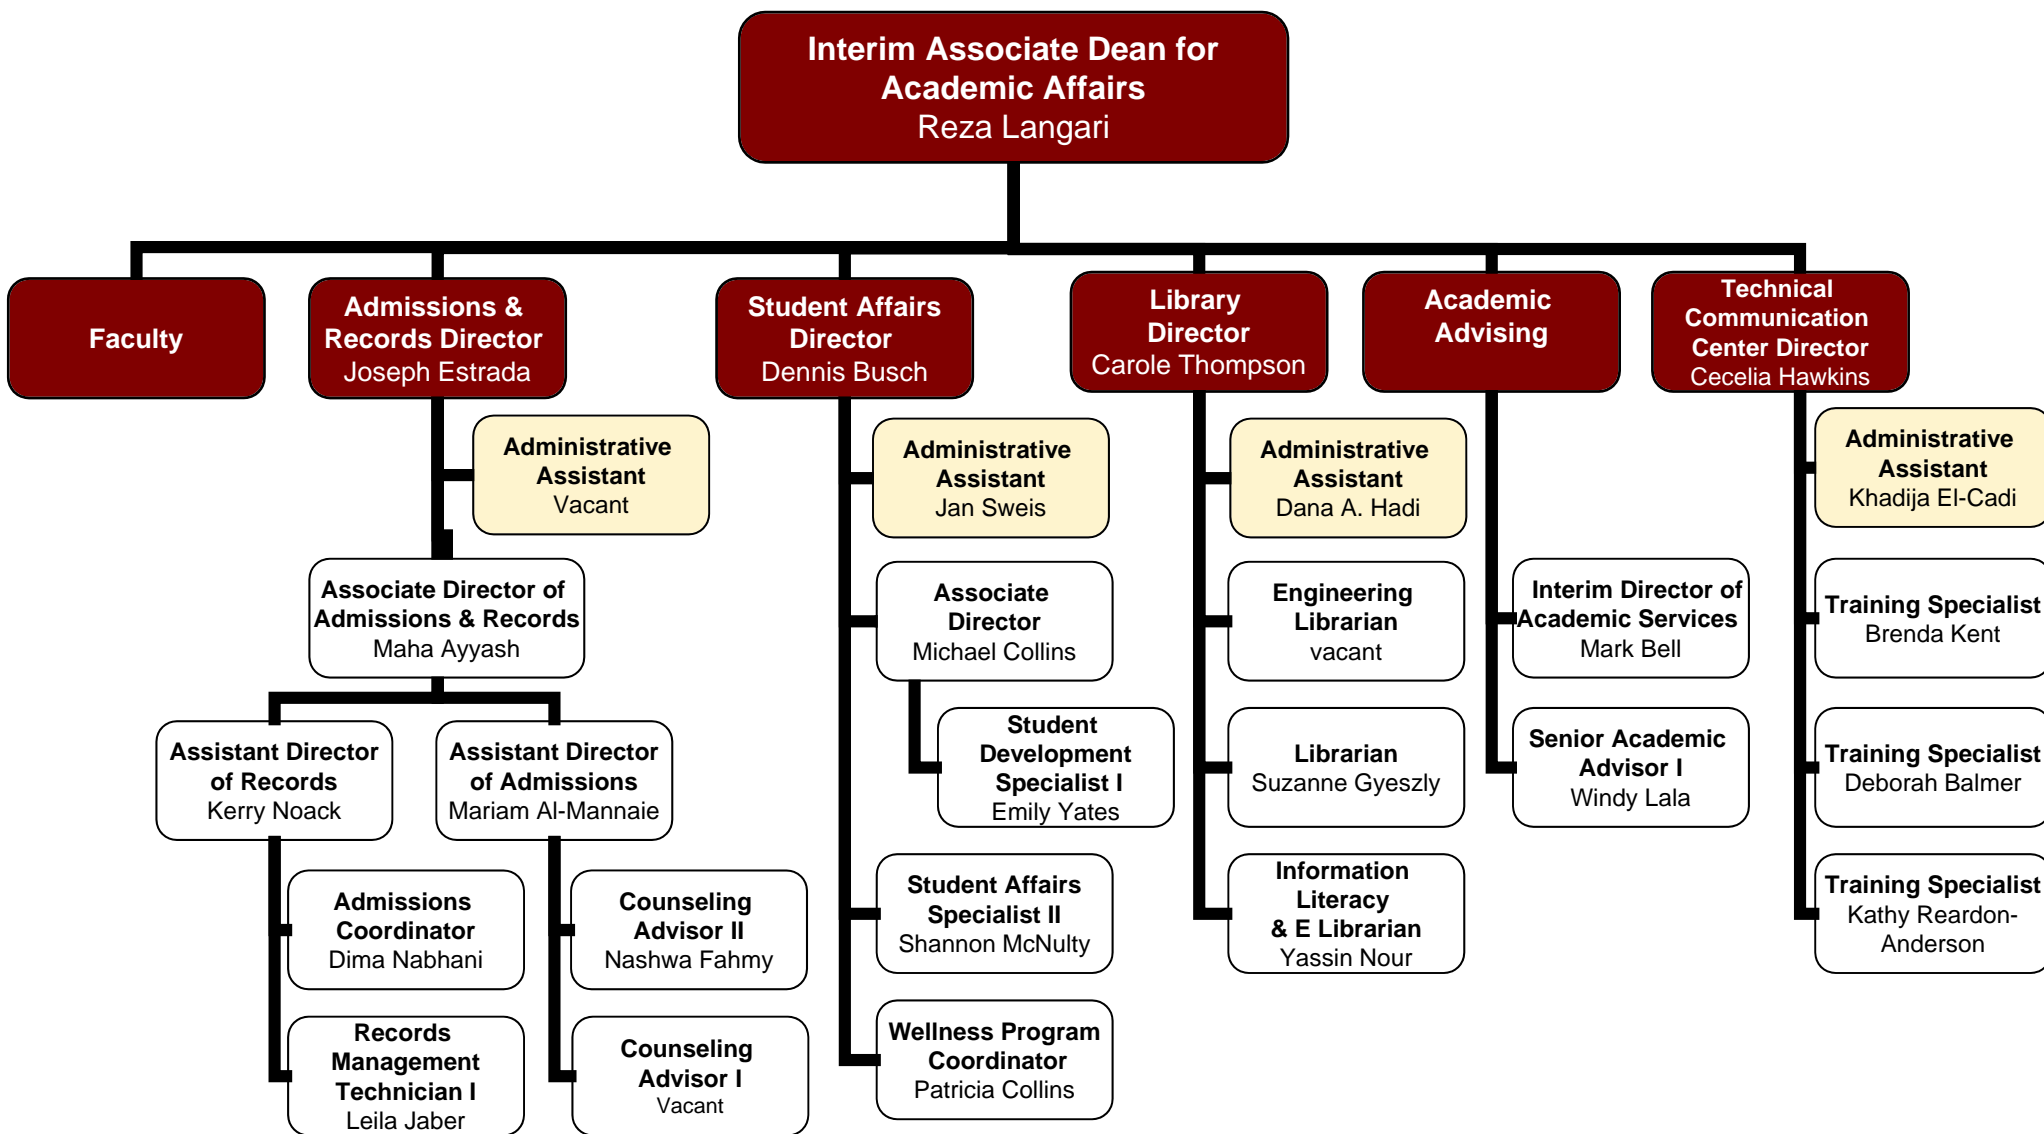 Interim Associate Dean for
Academic Affairs
Reza Langari
Faculty
Admissions &
Records Director
Joseph Estrada
Student Affairs
Director
Dennis Busch
Library
Director
Carole Thompson
Academic
Advising
Technical
Communication
Center Director
Cecelia Hawkins
Administrative
Assistant
Vacant
Administrative
Assistant
Jan Sweis
Administrative
Assistant
Dana A. Hadi
Administrative
Assistant
Khadija El-Cadi
Associate Director of
Admissions & Records
Maha Ayyash
Associate
Director
Michael Collins
Engineering
Librarian
vacant
Interim Director of
Academic Services
Mark Bell
Training Specialist
Brenda Kent
Assistant Director
of Records
Kerry Noack
Assistant Director
of Admissions
Mariam Al-Mannaie
Student
Development
Specialist I
Emily Yates
Librarian
Suzanne Gyeszly
Senior Academic
Advisor I
Windy Lala
Training Specialist
Deborah Balmer
Admissions
Coordinator
Dima Nabhani
Counseling
Advisor II
Nashwa Fahmy
Student Affairs
Specialist II
Shannon McNulty
Information
Literacy
& E Librarian
Yassin Nour
Training Specialist
Kathy Reardon-
Anderson
Records
Management
Technician I
Leila Jaber
Counseling
Advisor I
Vacant
Wellness Program
Coordinator
Patricia Collins